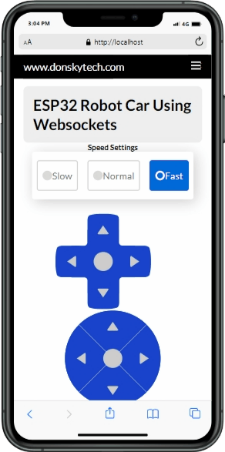 3:04 PM
4G
AA
http://localhost
www.donskytech.com
ESP32 Robot Car Using
Websockets
Speed Settings
Slow
Normal
Fast